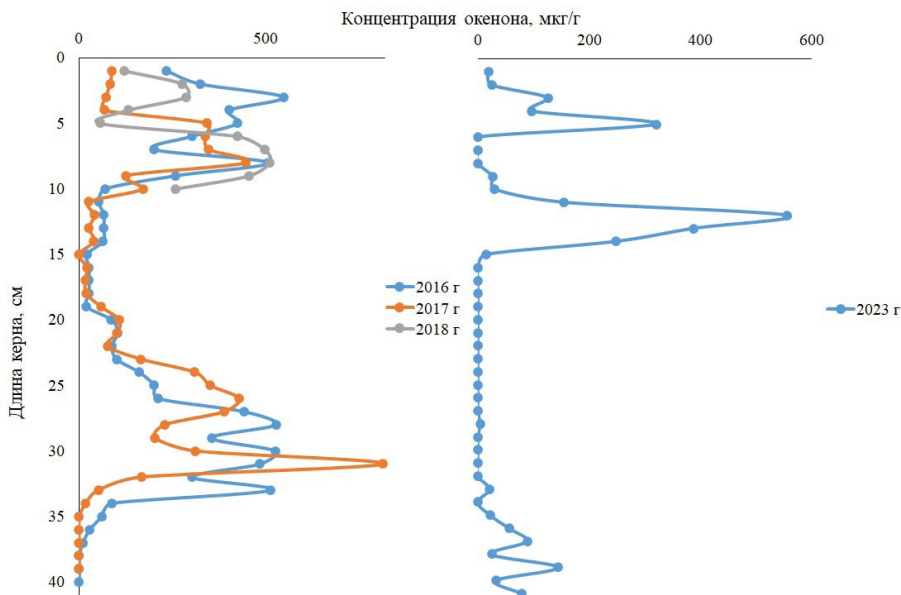 Концентрация океонона, мкг/г
0 500
0 200 400 600
0
5
10
15
20
25
30
35
40
Длина керна, см
2016 г
2017 г
2018 г
2023 г